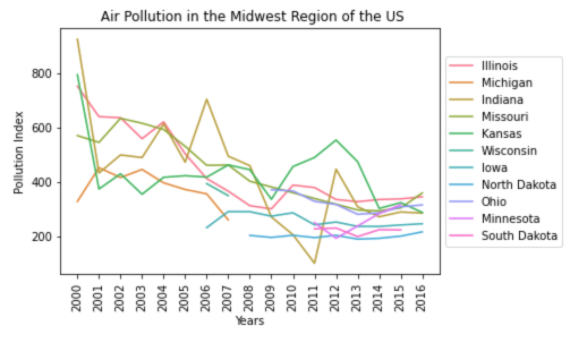 Air Pollution in the Midwest Region of the US
Pollution Index
800
600
400
200
2000
2001
2002
2003
2004
2005
2006
2007
2008
2009
2010
2011
2012
2013
2014
2015
2016
Years
Illinois
Michigan
Indiana
Missouri
Kansas
Wisconsin
Iowa
North Dakota
Ohio
Minnesota
South Dakota